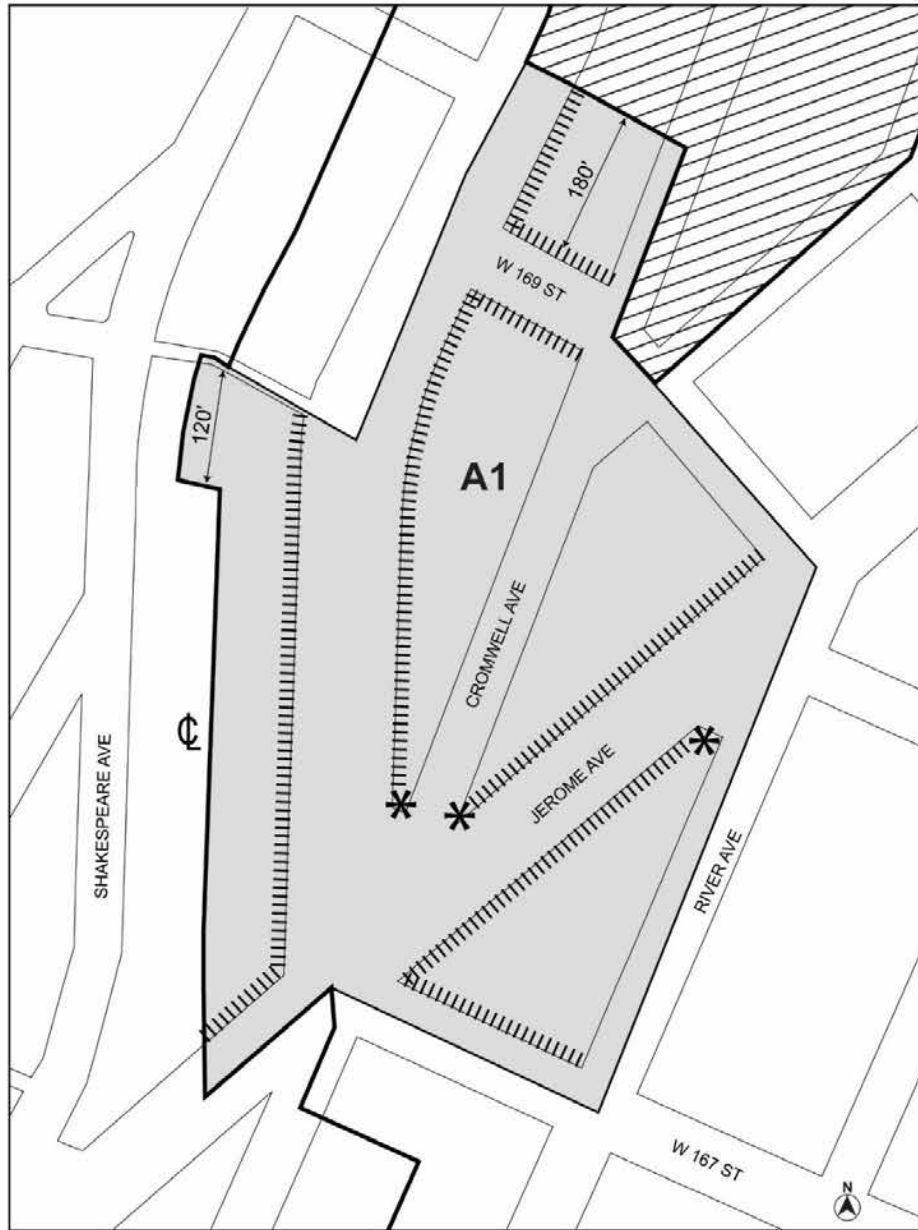 180'
W 169 ST
120'
A1
CROMWELL AVE
℄
JEROME AVE
SHAKESPEARE AVE
RIVER AVE
W 167 ST
N